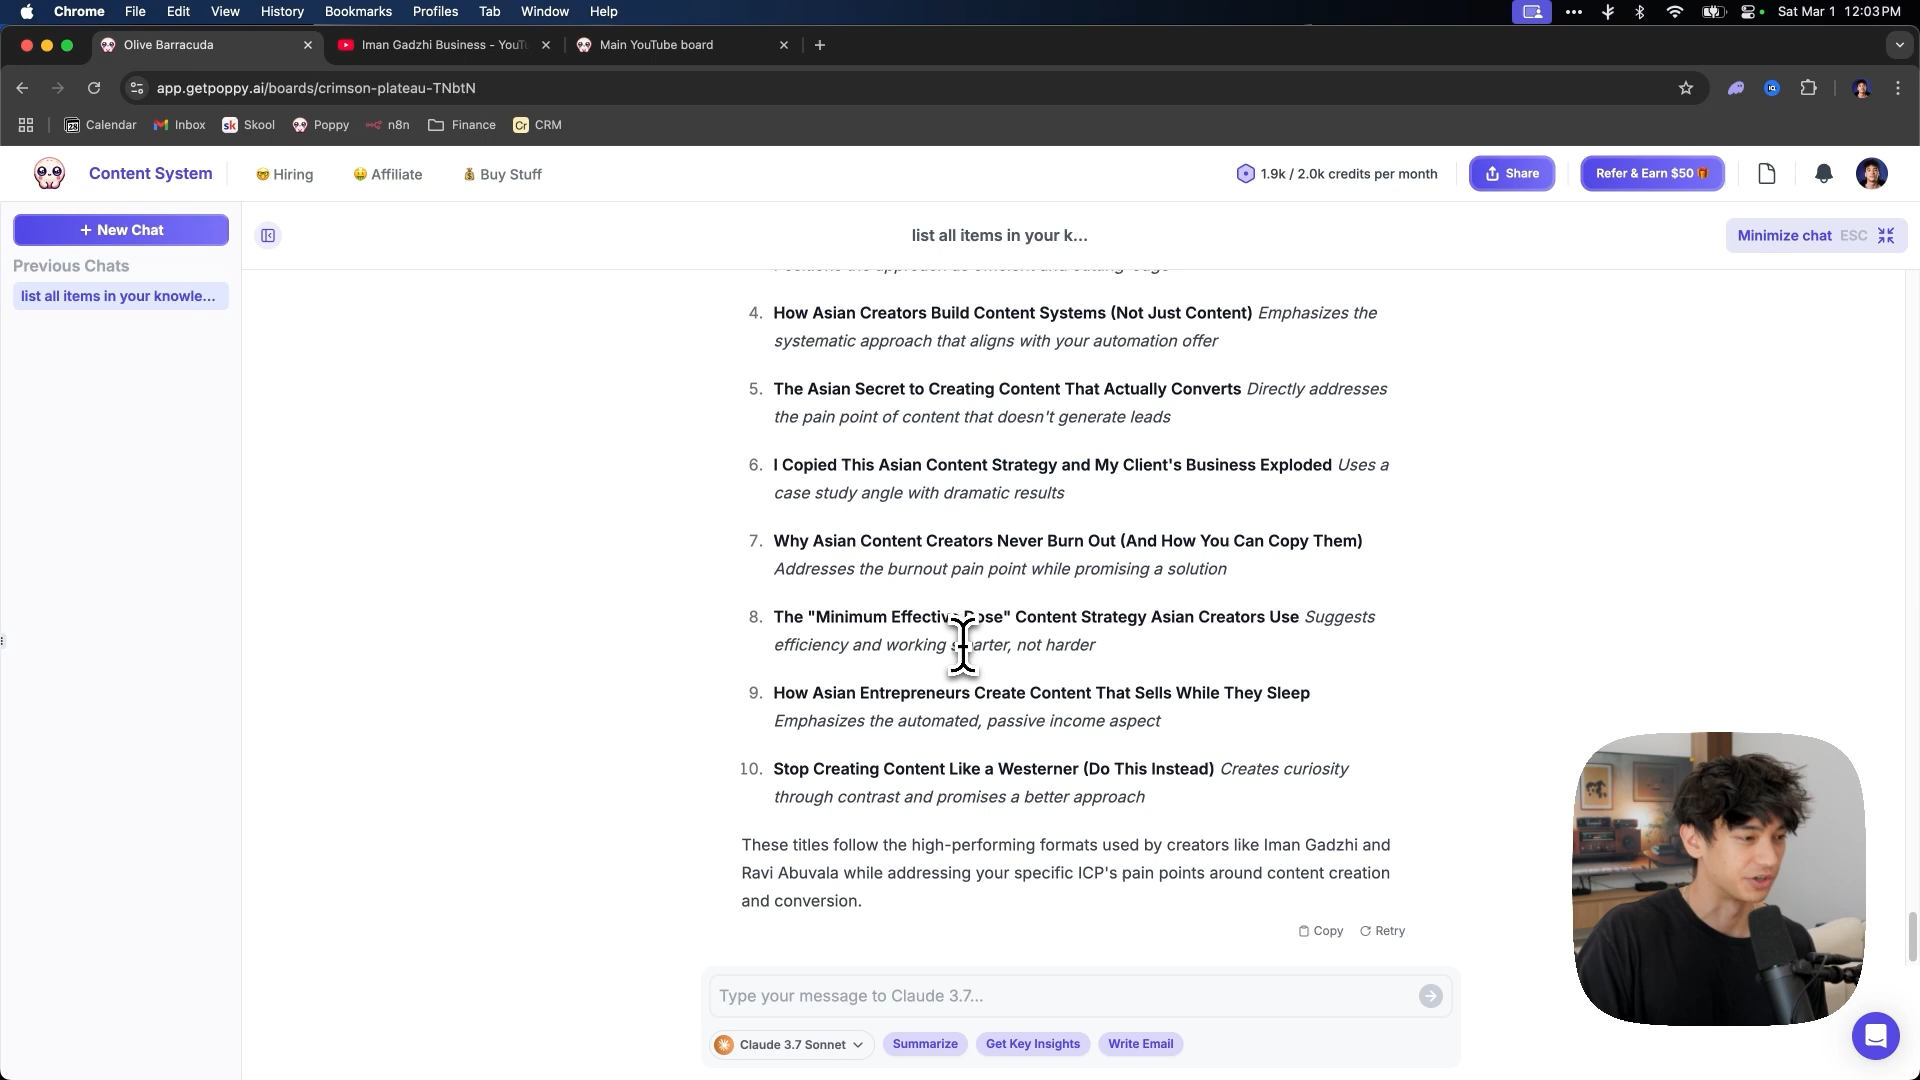 Chrome File Edit View History Bookmarks Profiles Tab Window Help
Sat Mar 1 12:03 PM
Olive Barracuda
Iman Gadzhi Business - YouTu
Main YouTube board
app.getpoppy.ai/boards/crimson-plateau-TNbtN
Calendar Inbox Skool Poppy n8n Finance Cr CRM
Content System
🤓 Hiring
🤑 Affiliate
💰 Buy Stuff
1.9k / 2.0k credits per month
Share
Refer & Earn $50 🎁
+ New Chat
Previous Chats
list all items in your knowle...
list all items in your k...
Minimize chat ESC
4. How Asian Creators Build Content Systems (Not Just Content) Emphasizes the
systematic approach that aligns with your automation offer
5. The Asian Secret to Creating Content That Actually Converts Directly addresses
the pain point of content that doesn't generate leads
6. I Copied This Asian Content Strategy and My Client's Business Exploded Uses a
case study angle with dramatic results
7. Why Asian Content Creators Never Burn Out (And How You Can Copy Them)
Addresses the burnout pain point while promising a solution
8. The "Minimum Effective Dose" Content Strategy Asian Creators Use Suggests
efficiency and working smarter, not harder
9. How Asian Entrepreneurs Create Content That Sells While They Sleep
Emphasizes the automated, passive income aspect
10. Stop Creating Content Like a Westerner (Do This Instead) Creates curiosity
through contrast and promises a better approach
These titles follow the high-performing formats used by creators like Iman Gadzhi and
Ravi Abuvala while addressing your specific ICP's pain points around content creation
and conversion.
Copy Retry
Type your message to Claude 3.7...
Claude 3.7 Sonnet
Summarize
Get Key Insights
Write Email